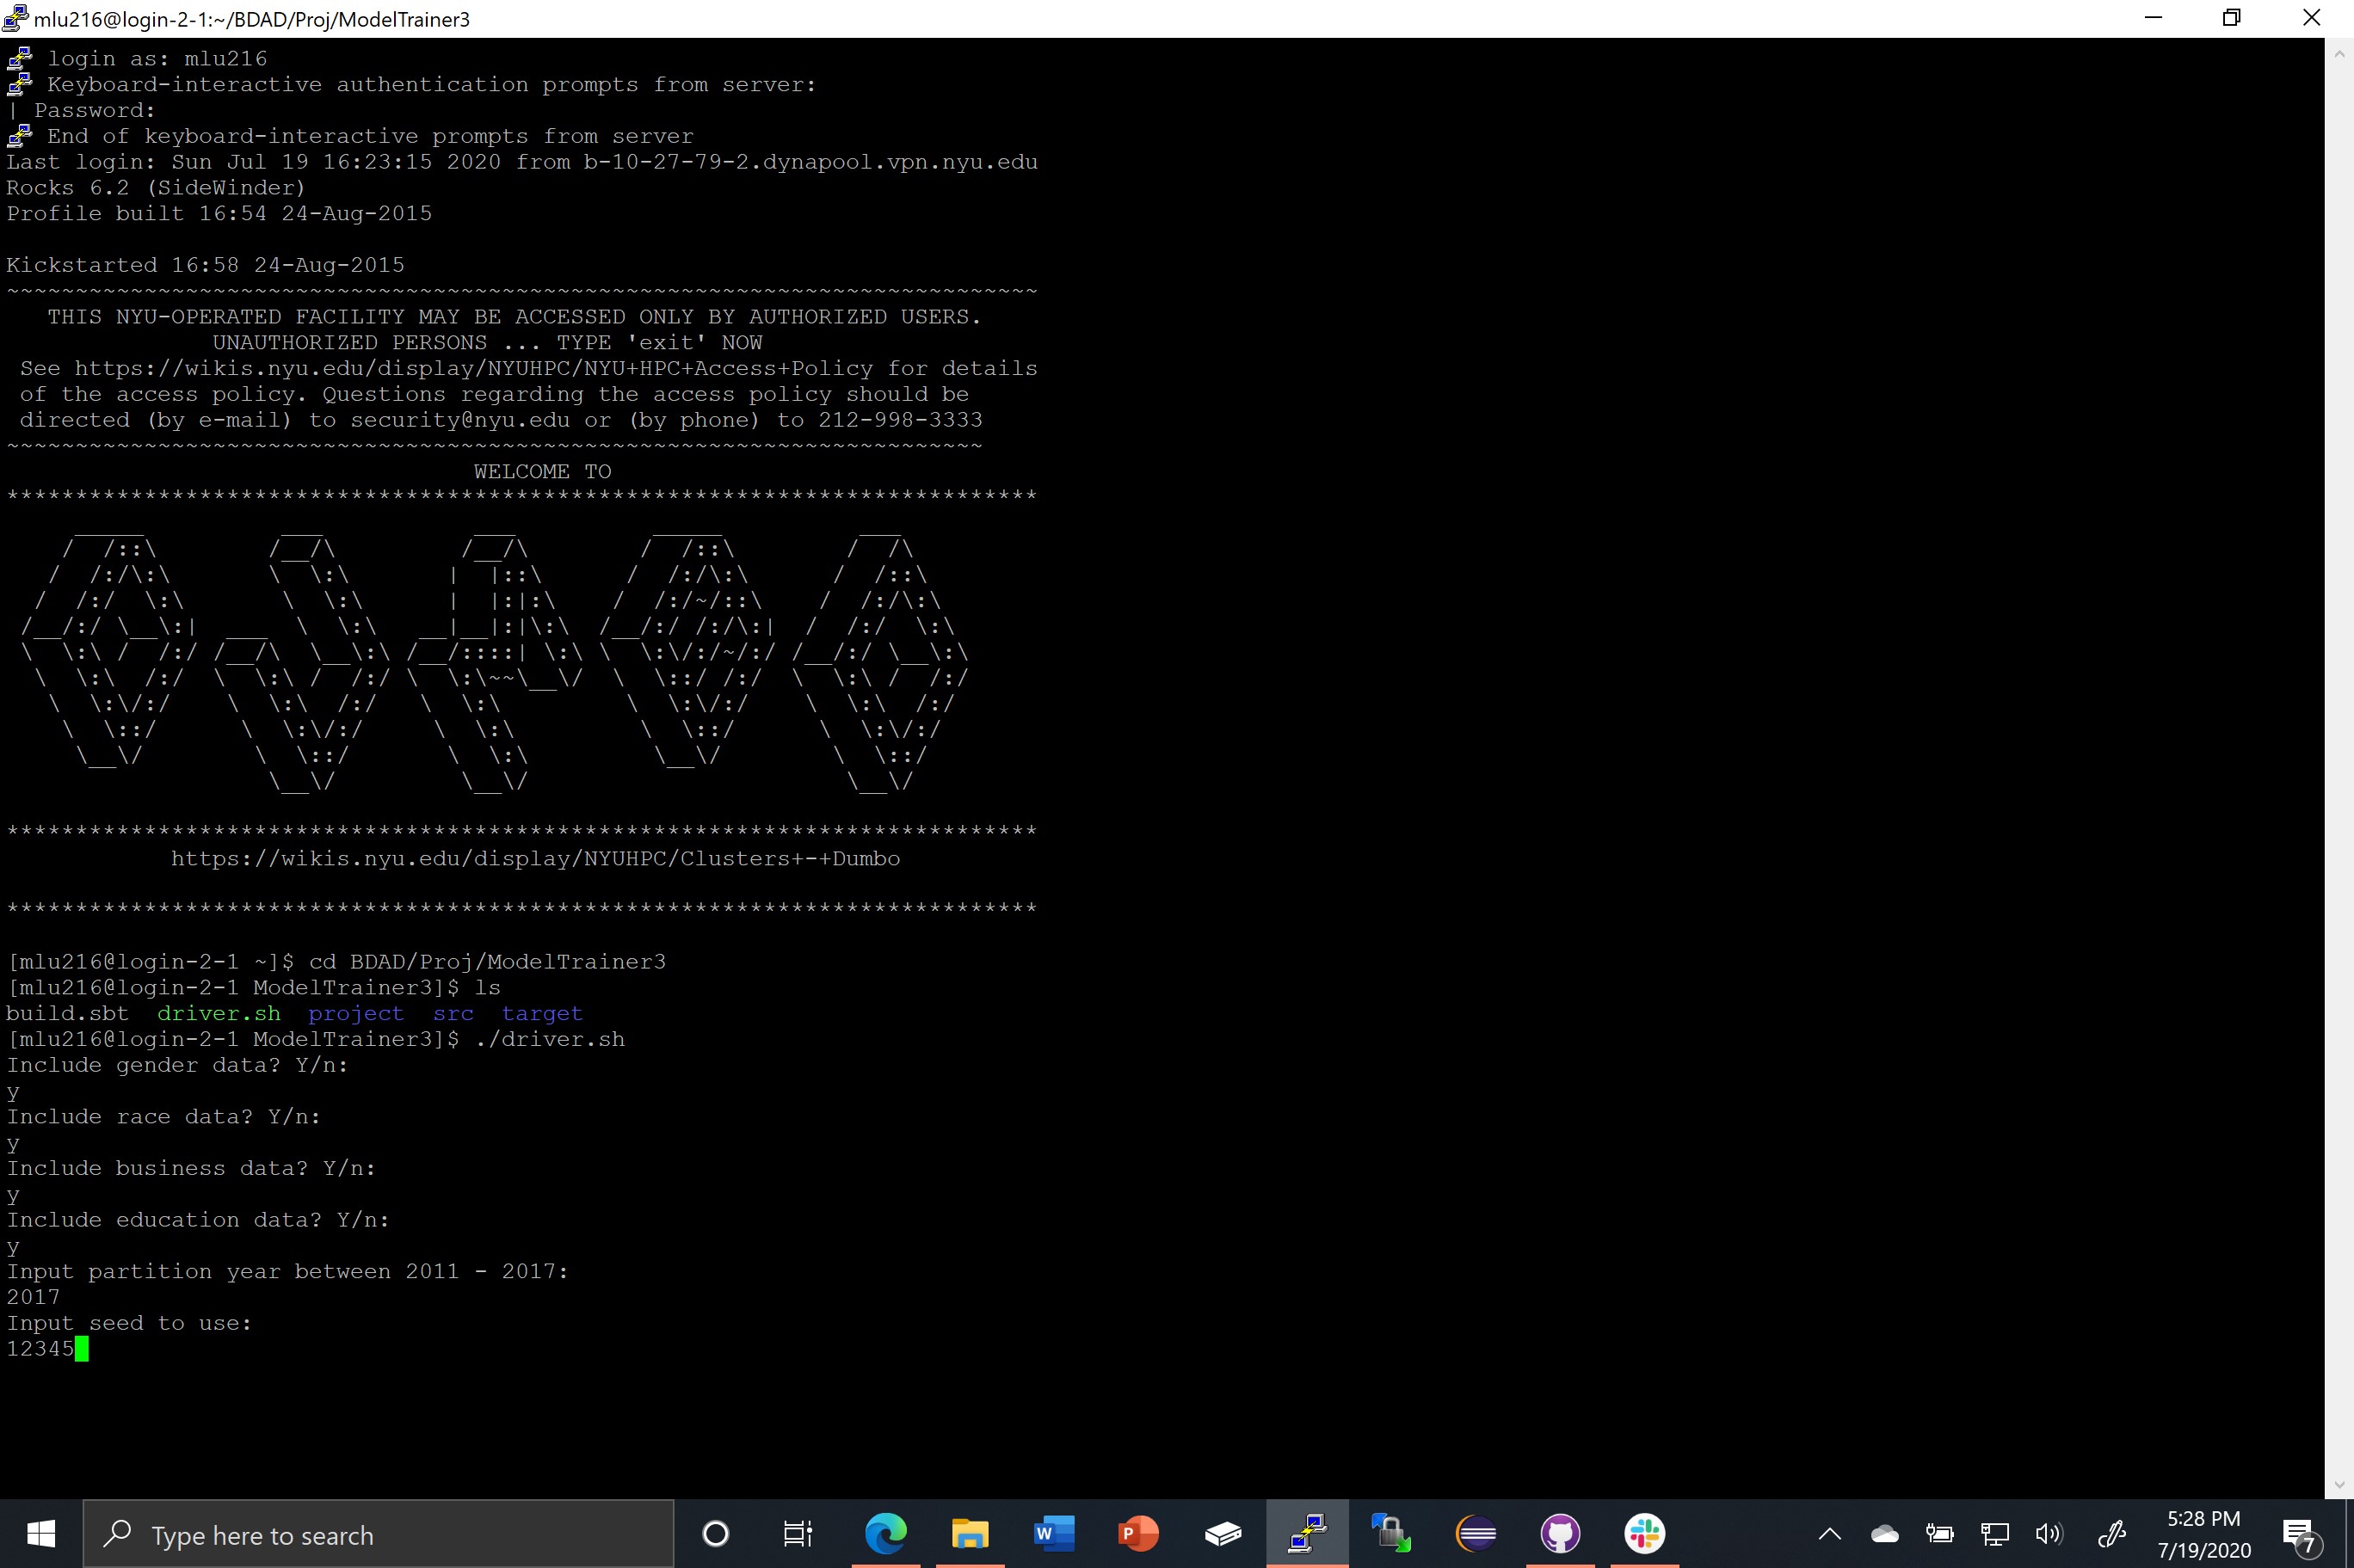 mlu216@login-2-1:~/BDAD/Proj/ModelTrainer3
login as: mlu216
Keyboard-interactive authentication prompts from server:
| Password:
End of keyboard-interactive prompts from server
Last login: Sun Jul 19 16:23:15 2020 from b-10-27-79-2.dynapool.vpn.nyu.edu
Rocks 6.2 (SideWinder)
Profile built 16:54 24-Aug-2015
Kickstarted 16:58 24-Aug-2015
~~~~~~~~~~~~~~~~~~~~~~~~~~~~~~~~~~~~~~~~~~~~~~~~~~~~~~~~~~~~~~~~~~~~~~~~~~~
THIS NYU-OPERATED FACILITY MAY BE ACCESSED ONLY BY AUTHORIZED USERS.
UNAUTHORIZED PERSONS ... TYPE 'exit' NOW
See https://wikis.nyu.edu/display/NYUHPC/NYU+HPC+Access+Policy for details
of the access policy. Questions regarding the access policy should be
directed (by e-mail) to security@nyu.edu or (by phone) to 212-998-3333
~~~~~~~~~~~~~~~~~~~~~~~~~~~~~~~~~~~~~~~~~~~~~~~~~~~~~~~~~~~~~~~~~~~~~~~
WELCOME TO
***************************************************************************
***************************************************************************
https://wikis.nyu.edu/display/NYUHPC/Clusters+-+Dumbo
***************************************************************************
[mlu216@login-2-1 ~]$ cd BDAD/Proj/ModelTrainer3
[mlu216@login-2-1 ModelTrainer3]$ ls
build.sbt driver.sh project src target
[mlu216@login-2-1 ModelTrainer3]$ ./driver.sh
Include gender data? Y/n:
y
Include race data? Y/n:
y
Include business data? Y/n:
y
Include education data? Y/n:
y
Input partition year between 2011 - 2017:
2017
Input seed to use:
12345
Type here to search
5:28 PM
7/19/2020
7